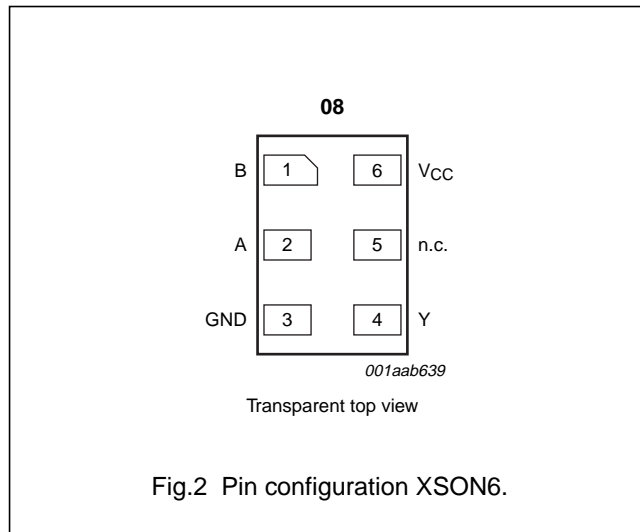 08
B 1 6 VCC
A 2 5 n.c.
GND 3 4 Y
001aab639
Transparent top view
Fig.2 Pin configuration XSON6.